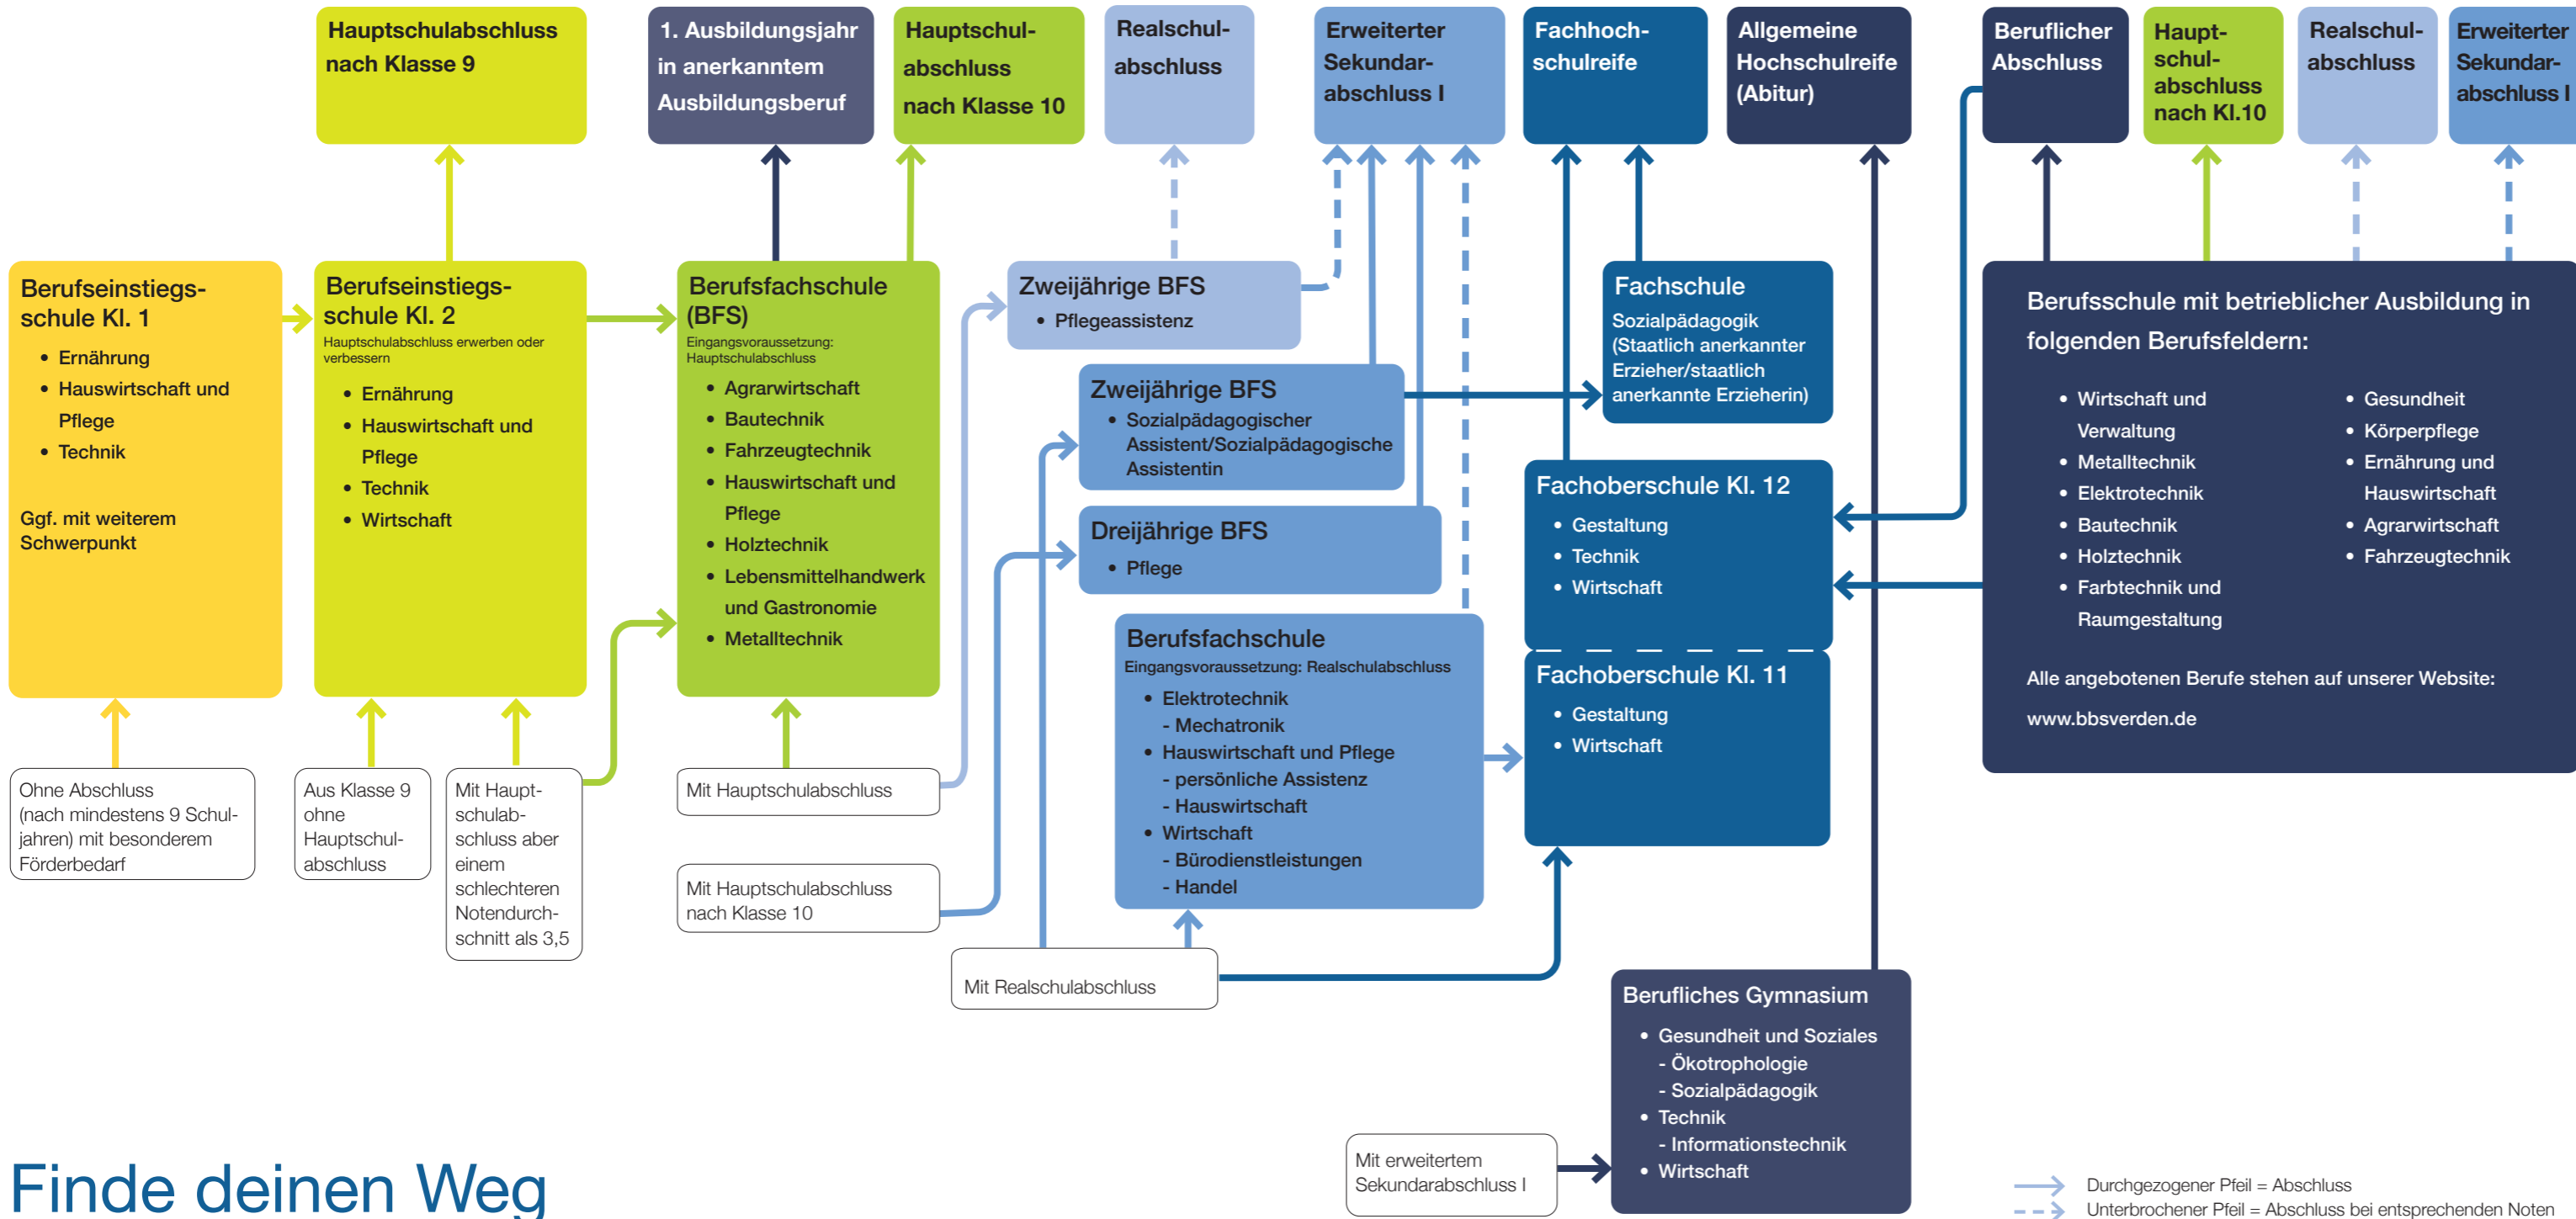 Hauptschulabschluss
nach Klasse 9
1. Ausbildungsjahr
in anerkanntem
Ausbildungsberuf
Hauptschul-
abschluss
nach Klasse 10
Realschul-
abschluss
Erweiterter
Sekundar-
abschluss I
Fachhoch-
schulreife
Allgemeine
Hochschulreife
(Abitur)
Beruflicher
Abschluss
Haupt-
schul-
abschluss
nach Kl.10
Realschul-
abschluss
Erweiterter
Sekundar-
abschluss I
Berufseinstiegs-
schule Kl. 1
• Ernährung
• Hauswirtschaft und
Pflege
• Technik
Ggf. mit weiterem
Schwerpunkt
Berufseinstiegs-
schule Kl. 2
Hauptschulabschluss erwerben oder
verbessern
• Ernährung
• Hauswirtschaft und
Pflege
• Technik
• Wirtschaft
Berufsfachschule
(BFS)
Eingangsvoraussetzung:
Hauptschulabschluss
• Agrarwirtschaft
• Bautechnik
• Fahrzeugtechnik
• Hauswirtschaft und
Pflege
• Holztechnik
• Lebensmittelhandwerk
und Gastronomie
• Metalltechnik
Zweijährige BFS
• Pflegeassistenz
Zweijährige BFS
• Sozialpädagogischer
Assistent/Sozialpädagogische
Assistentin
Dreijährige BFS
• Pflege
Berufsfachschule
Eingangsvoraussetzung: Realschulabschluss
• Elektrotechnik
- Mechatronik
• Hauswirtschaft und Pflege
- persönliche Assistenz
- Hauswirtschaft
• Wirtschaft
- Bürodienstleistungen
- Handel
Fachschule
Sozialpädagogik
(Staatlich anerkannter
Erzieher/staatlich
anerkannte Erzieherin)
Fachoberschule Kl. 12
• Gestaltung
• Technik
• Wirtschaft
Fachoberschule Kl. 11
• Gestaltung
• Wirtschaft
Berufsschule mit betrieblicher Ausbildung in
folgenden Berufsfeldern:
• Wirtschaft und
Verwaltung
• Metalltechnik
• Elektrotechnik
• Bautechnik
• Holztechnik
• Farbtechnik und
Raumgestaltung
• Gesundheit
• Körperpflege
• Ernährung und
Hauswirtschaft
• Agrarwirtschaft
• Fahrzeugtechnik
Alle angebotenen Berufe stehen auf unserer Website:
www.bbsverden.de
Ohne Abschluss
(nach mindestens 9 Schul-
jahren) mit besonderem
Förderbedarf
Aus Klasse 9
ohne
Hauptschul-
abschluss
Mit Haupt-
schulab-
schluss aber
einem
schlechteren
Notendurch-
schnitt als 3,5
Mit Hauptschulabschluss
Mit Hauptschulabschluss
nach Klasse 10
Mit Realschulabschluss
Berufliches Gymnasium
• Gesundheit und Soziales
- Ökotrophologie
- Sozialpädagogik
• Technik
- Informationstechnik
• Wirtschaft
Mit erweitertem
Sekundarabschluss I
Finde deinen Weg
Durchgezogener Pfeil = Abschluss
Unterbrochener Pfeil = Abschluss bei entsprechenden Noten